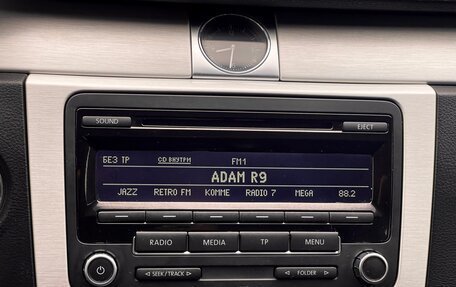 SOUND
EJECT
БЕЗ TP CD ВНУТРИ FM1
ADAM R9
JAZZ RETRO FM КОММЕ RADIO 7 MEGA 88.2
RADIO MEDIA TP MENU
SEEK/TRACK FOLDER